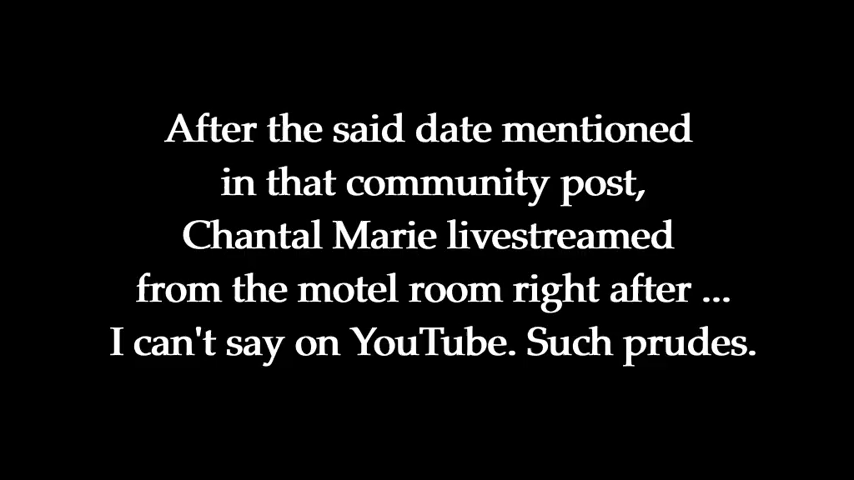 After the said date mentioned
in that community post,
Chantal Marie livestreamed
from the motel room right after ...
I can't say on YouTube. Such prudes.